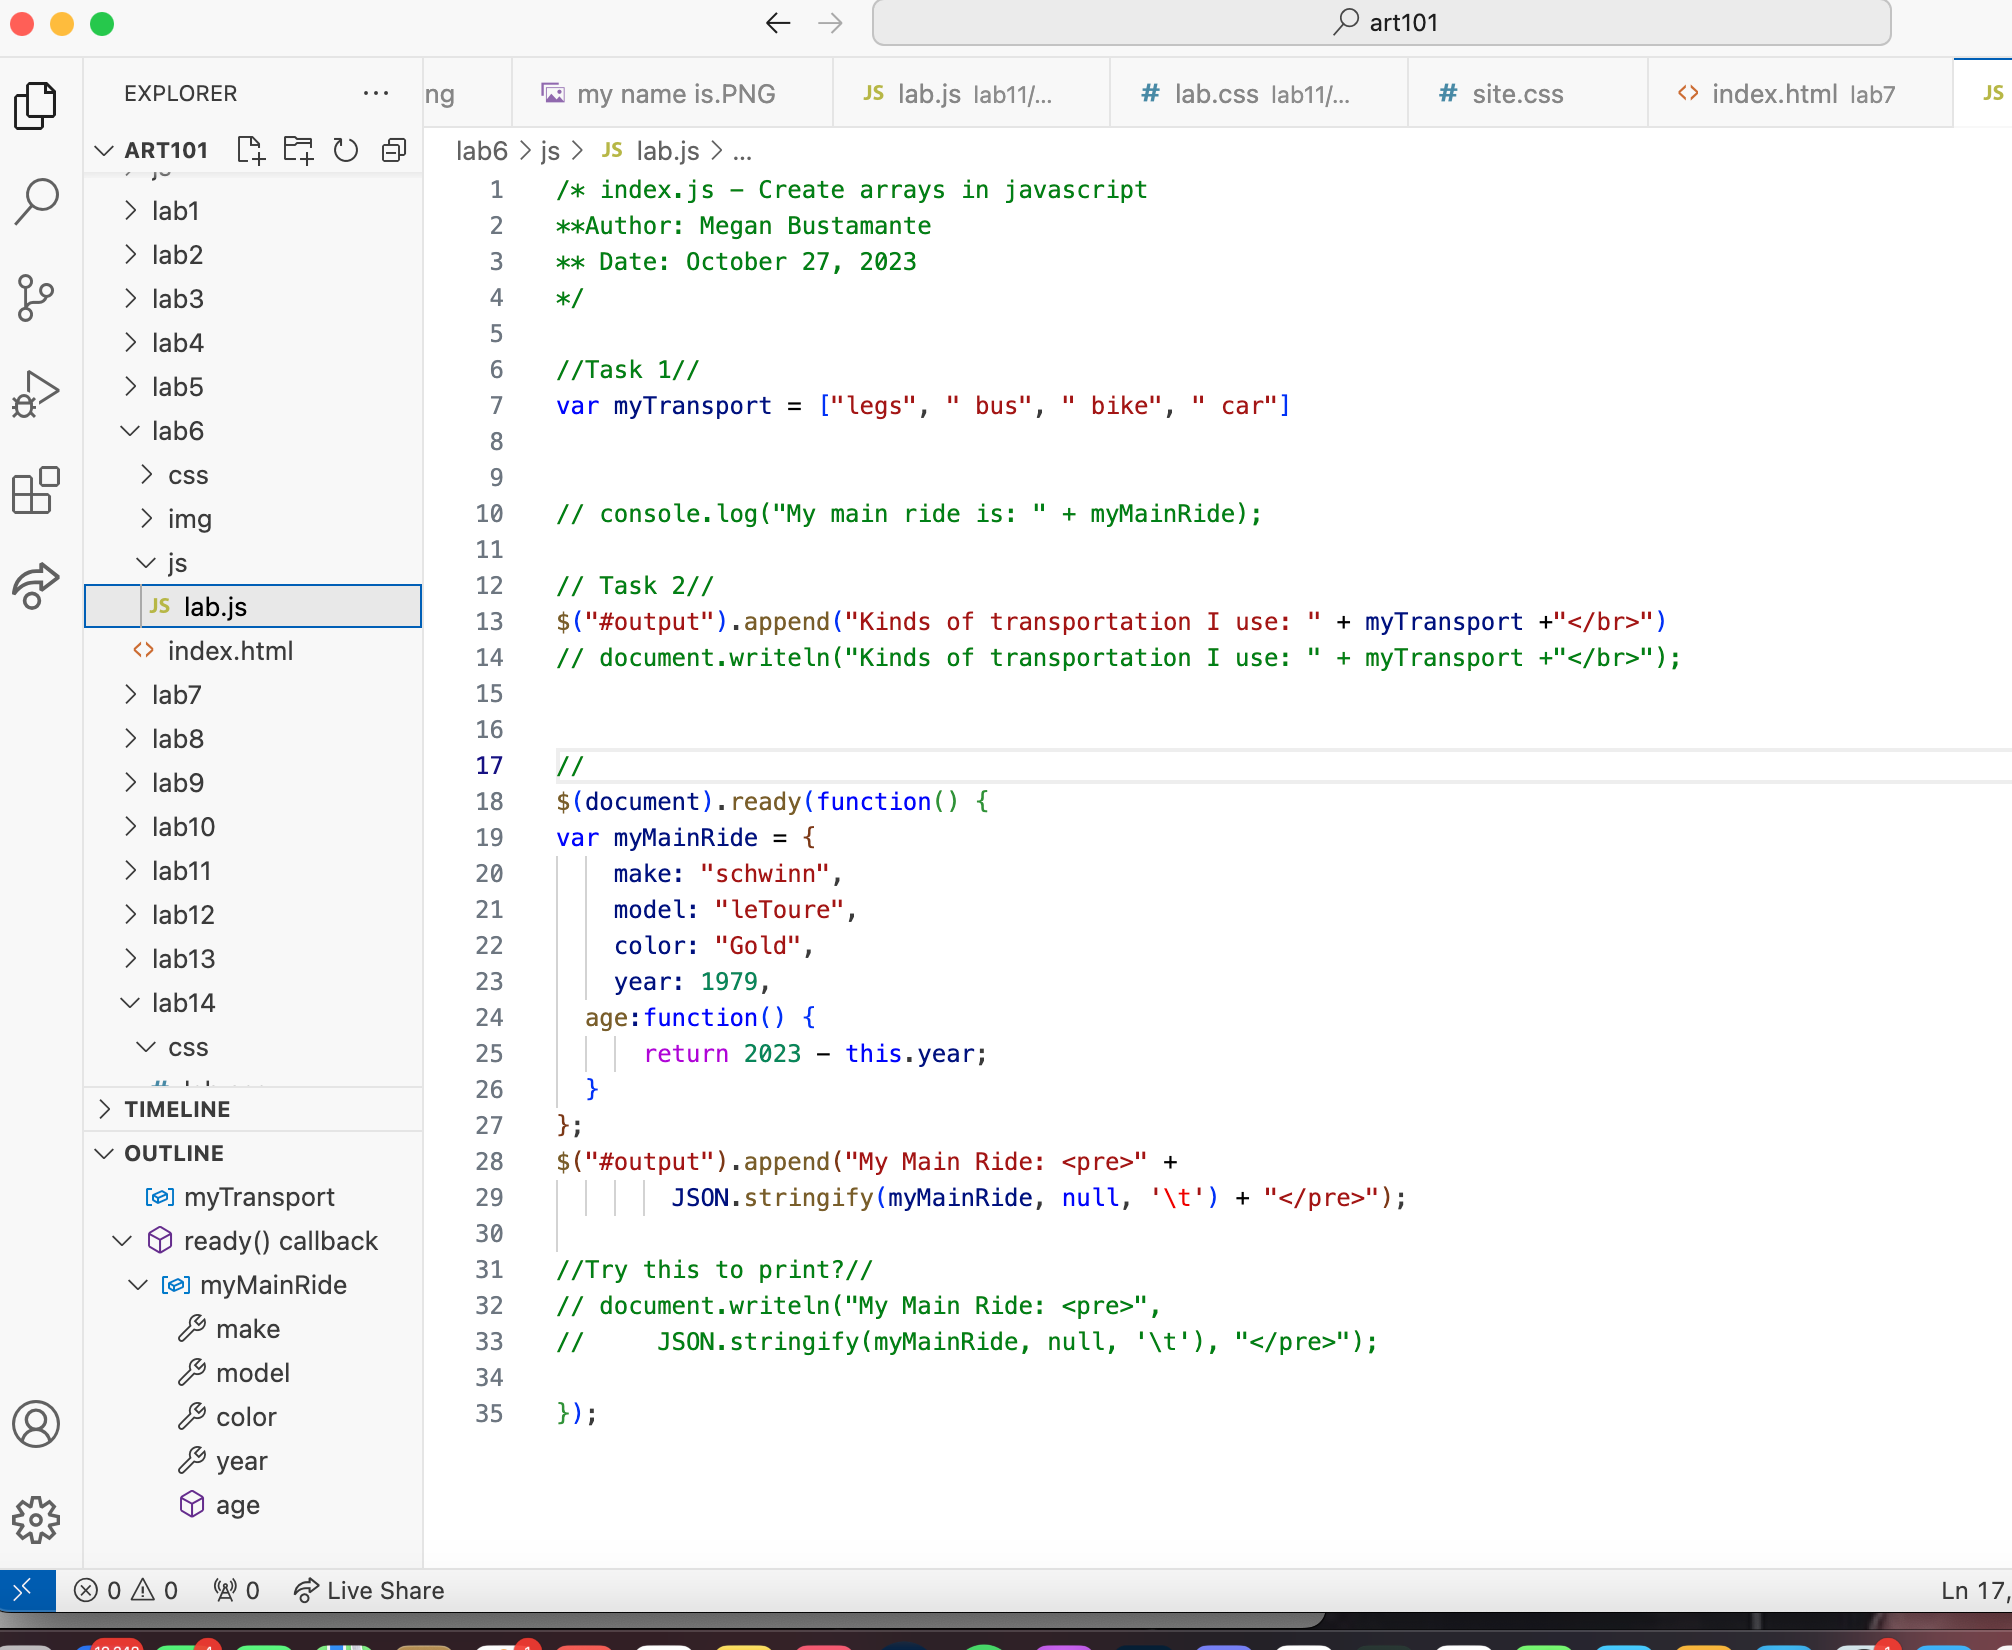 art101
EXPLORER
ng
my name is.PNG
JS lab.js lab11/...
# lab.css lab11/...
# site.css
<> index.html lab7
JS
ART101
lab6 > js > JS lab.js > ...
lab1
lab2
lab3
lab4
lab5
lab6
css
img
js
JS lab.js
<> index.html
lab7
lab8
lab9
lab10
lab11
lab12
lab13
lab14
css
TIMELINE
OUTLINE
myTransport
ready() callback
myMainRide
make
model
color
year
age
1 /* index.js – Create arrays in javascript
2 **Author: Megan Bustamante
3 ** Date: October 27, 2023
4 */
5
6 //Task 1//
7 var myTransport = ["legs", " bus", " bike", " car"]
8
9
10 // console.log("My main ride is: " + myMainRide);
11
12 // Task 2//
13 $("#output").append("Kinds of transportation I use: " + myTransport +"</br>")
14 // document.writeln("Kinds of transportation I use: " + myTransport +"</br>");
15
16
17 //
18 $(document).ready(function() {
19 var myMainRide = {
20 make: "schwinn",
21 model: "leToure",
22 color: "Gold",
23 year: 1979,
24 age:function() {
25 return 2023 – this.year;
26 }
27 };
28 $("#output").append("My Main Ride: <pre>" +
29 JSON.stringify(myMainRide, null, '\t') + "</pre>");
30
31 //Try this to print?//
32 // document.writeln("My Main Ride: <pre>",
33 // JSON.stringify(myMainRide, null, '\t'), "</pre>");
34
35 });
0 0 0 Live Share
Ln 17,